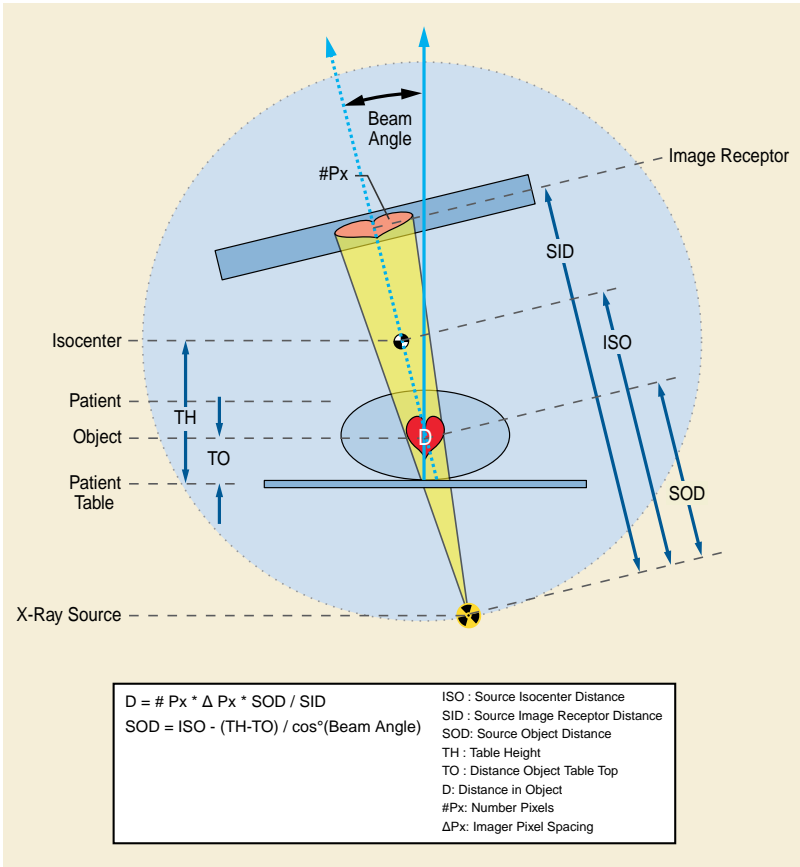 Beam
Angle
#Px
Image Receptor
SID
ISO
Isocenter
Patient
TH
Object
D
TO
Patient
Table
SOD
X-Ray Source
D = # Px * Δ Px * SOD / SID
SOD = ISO - (TH-TO) / cos°(Beam Angle)
ISO : Source Isocenter Distance
SID : Source Image Receptor Distance
SOD: Source Object Distance
TH : Table Height
TO : Distance Object Table Top
D: Distance in Object
#Px: Number Pixels
ΔPx: Imager Pixel Spacing